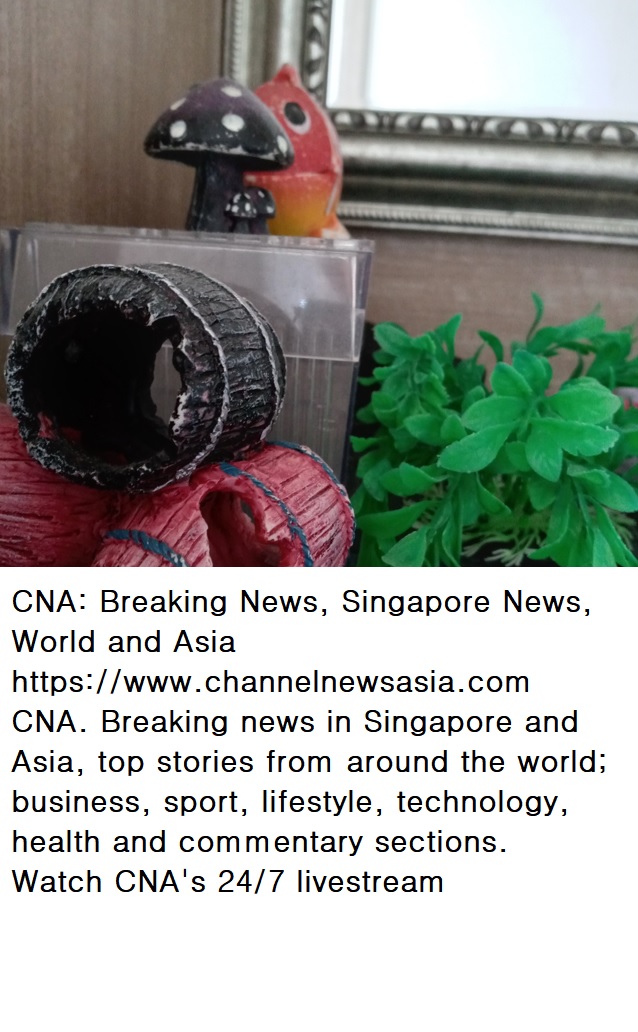 CNA: Breaking News, Singapore News,
World and Asia
https://www.channelnewsasia.com
CNA. Breaking news in Singapore and
Asia, top stories from around the world;
business, sport, lifestyle, technology,
health and commentary sections.
Watch CNA's 24/7 livestream